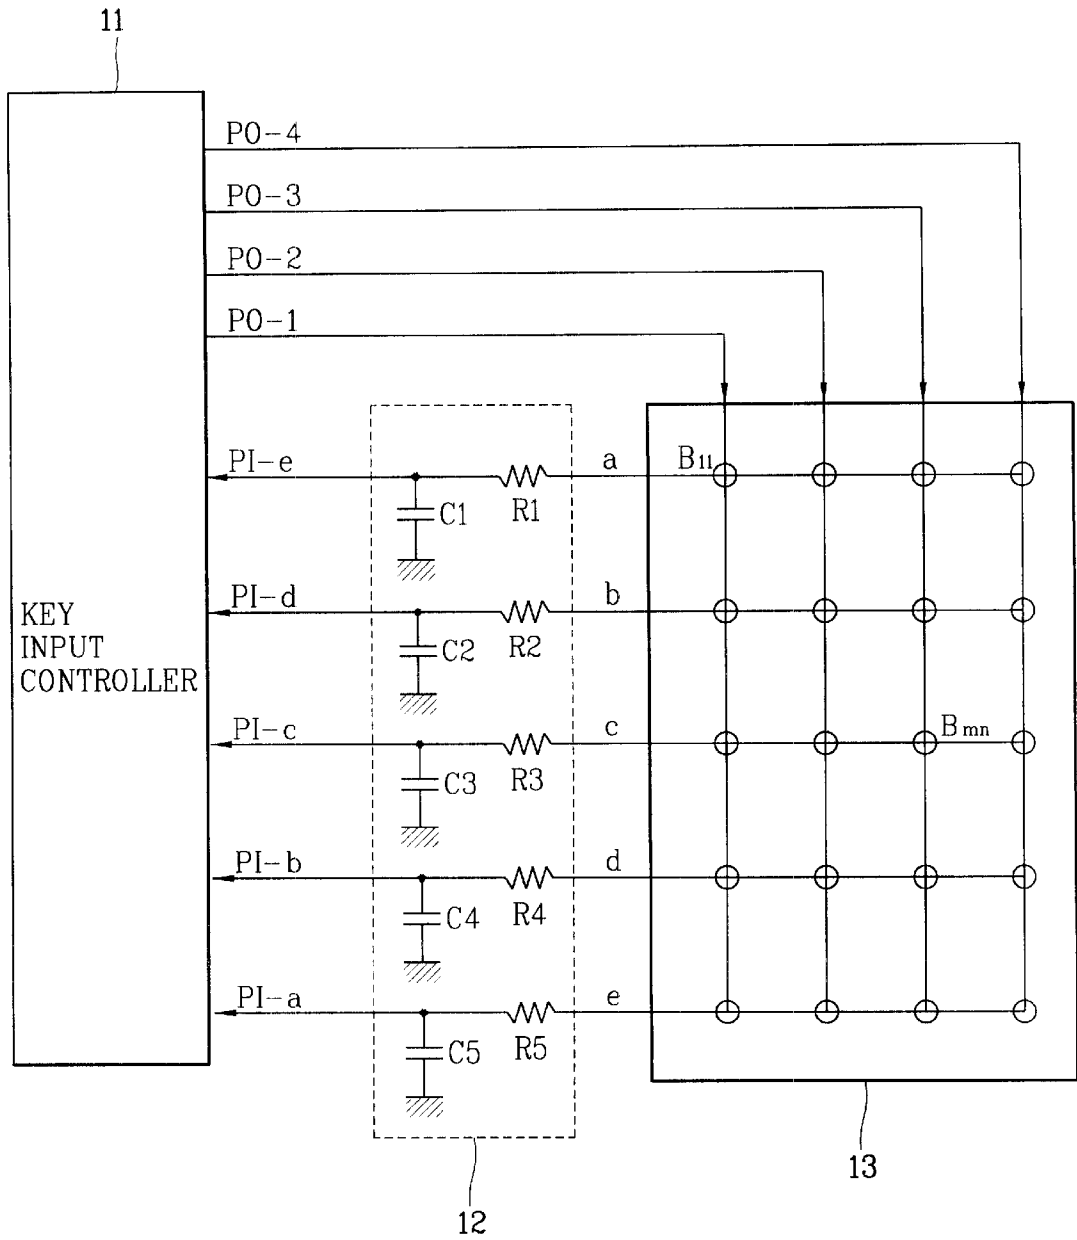 11
PO-4
PO-3
PO-2
PO-1
PI-e
a
B11
C1
R1
PI-d
b
KEY
INPUT
CONTROLLER
C2
R2
PI-c
c
Bmn
C3
R3
PI-b
d
C4
R4
PI-a
e
C5
R5
13
12